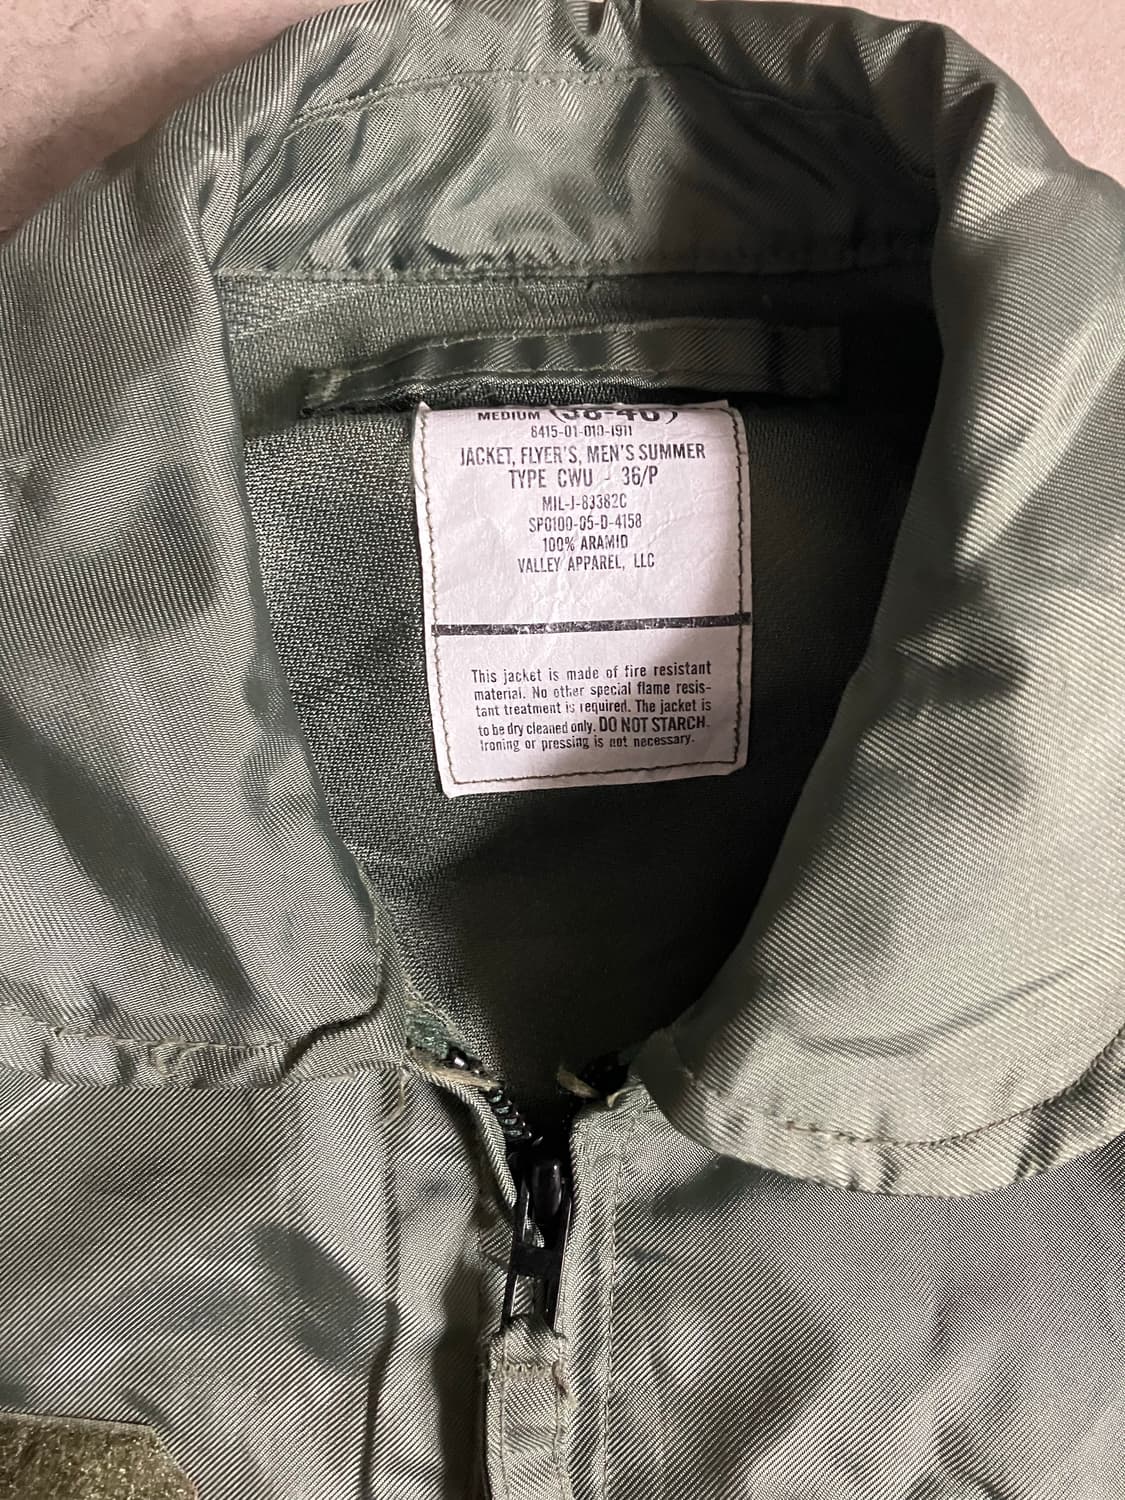 MEDIUM (38-40)
8415-01-010-1911
JACKET, FLYER'S, MEN'S SUMMER
TYPE CWU - 36/P
MIL-J-83382C
SP0100-05-D-4158
100% ARAMID
VALLEY APPAREL, LLC
This jacket is made of fire resistant
material. No other special flame resis-
tant treatment is required. The jacket is
to be dry cleaned only. DO NOT STARCH.
Ironing or pressing is not necessary.